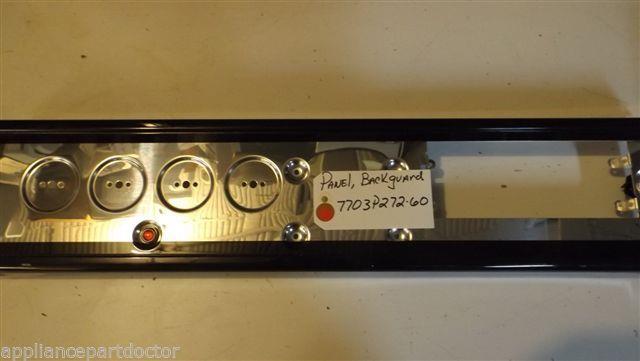 Panel, Backguard
7703P272-60
appliancepartdoctor